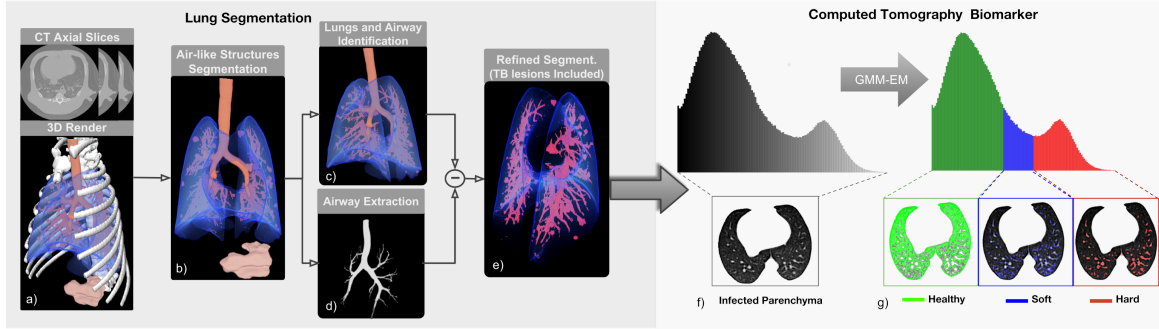 Lung Segmentation
CT Axial Slices
3D Render
a)
Air-like Structures
Segmentation
b)
Lungs and Airway
Identification
c)
Airway Extraction
d)
Refined Segment.
(TB lesions Included)
e)
Computed Tomography Biomarker
GMM-EM
f)
Infected Parenchyma
g)
Healthy
Soft
Hard